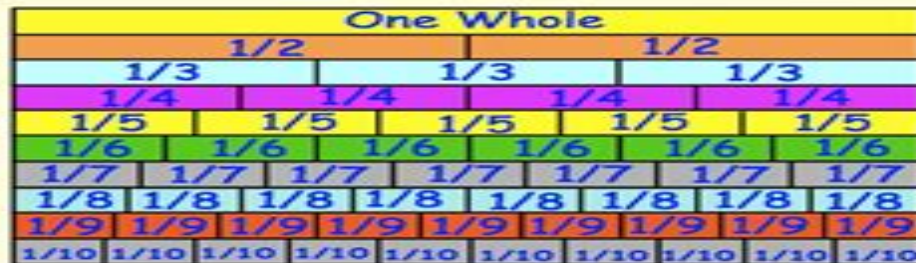 One Whole
1/2 1/2
1/3 1/3 1/3
1/4 1/4 1/4 1/4
1/5 1/5 1/5 1/5 1/5
1/6 1/6 1/6 1/6 1/6 1/6
1/7 1/7 1/7 1/7 1/7 1/7 1/7
1/8 1/8 1/8 1/8 1/8 1/8 1/8 1/8
1/9 1/9 1/9 1/9 1/9 1/9 1/9 1/9 1/9
1/10 1/10 1/10 1/10 1/10 1/10 1/10 1/10 1/10 1/10